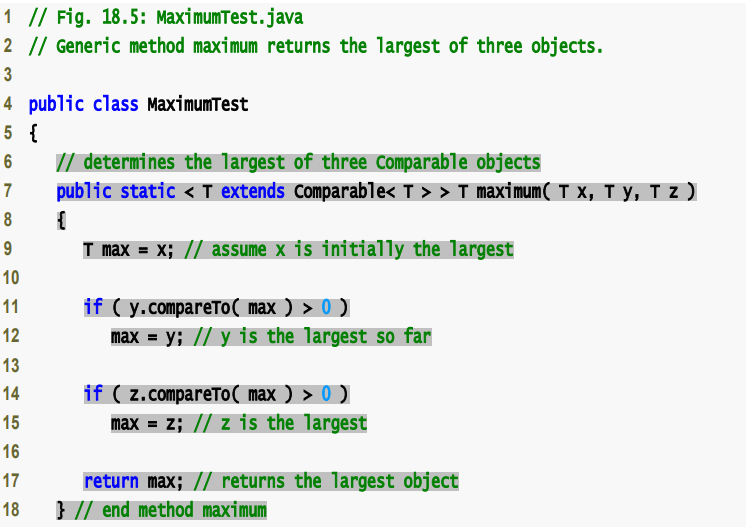 1 // Fig. 18.5: MaximumTest.java
2 // Generic method maximum returns the largest of three objects.
3
4 public class MaximumTest
5 {
6 // determines the largest of three Comparable objects
7 public static < T extends Comparable< T > > T maximum( T x, T y, T z )
8 {
9 T max = x; // assume x is initially the largest
10
11 if ( y.compareTo( max ) > 0 )
12 max = y; // y is the largest so far
13
14 if ( z.compareTo( max ) > 0 )
15 max = z; // z is the largest
16
17 return max; // returns the largest object
18 } // end method maximum